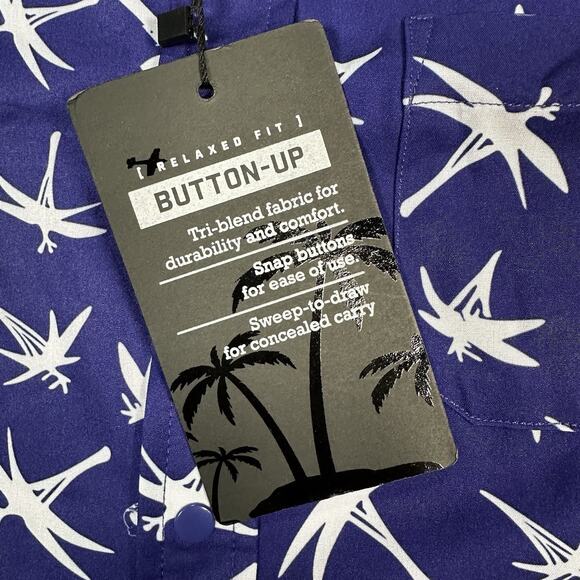 [ RELAXED FIT ]
BUTTON-UP
Tri-blend fabric for
durability and comfort.
Snap buttons
for ease of use.
Sweep-to-draw
for concealed carry